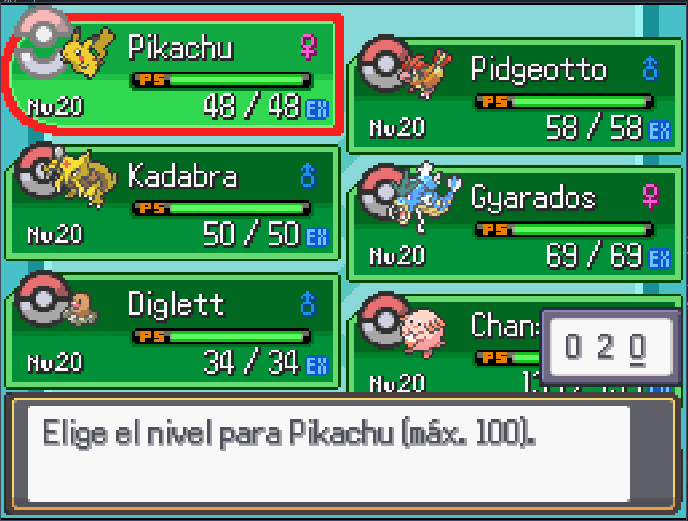 Pikachu ♀
PS
Nv20 48 / 48 EX
Pidgeotto ♂
PS
Nv20 58 / 58 EX
Kadabra ♂
PS
Nv20 50 / 50 EX
Gyarados ♀
PS
Nv20 69 / 69 EX
Diglett ♂
PS
Nv20 34 / 34 EX
Chans
PS
Nv20
0 2 0
Elige el nivel para Pikachu (máx. 100).